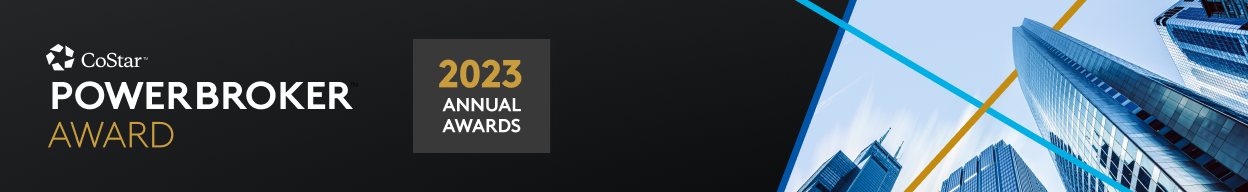 CoStar™
POWERBROKER™
AWARD
2023
ANNUAL
AWARDS